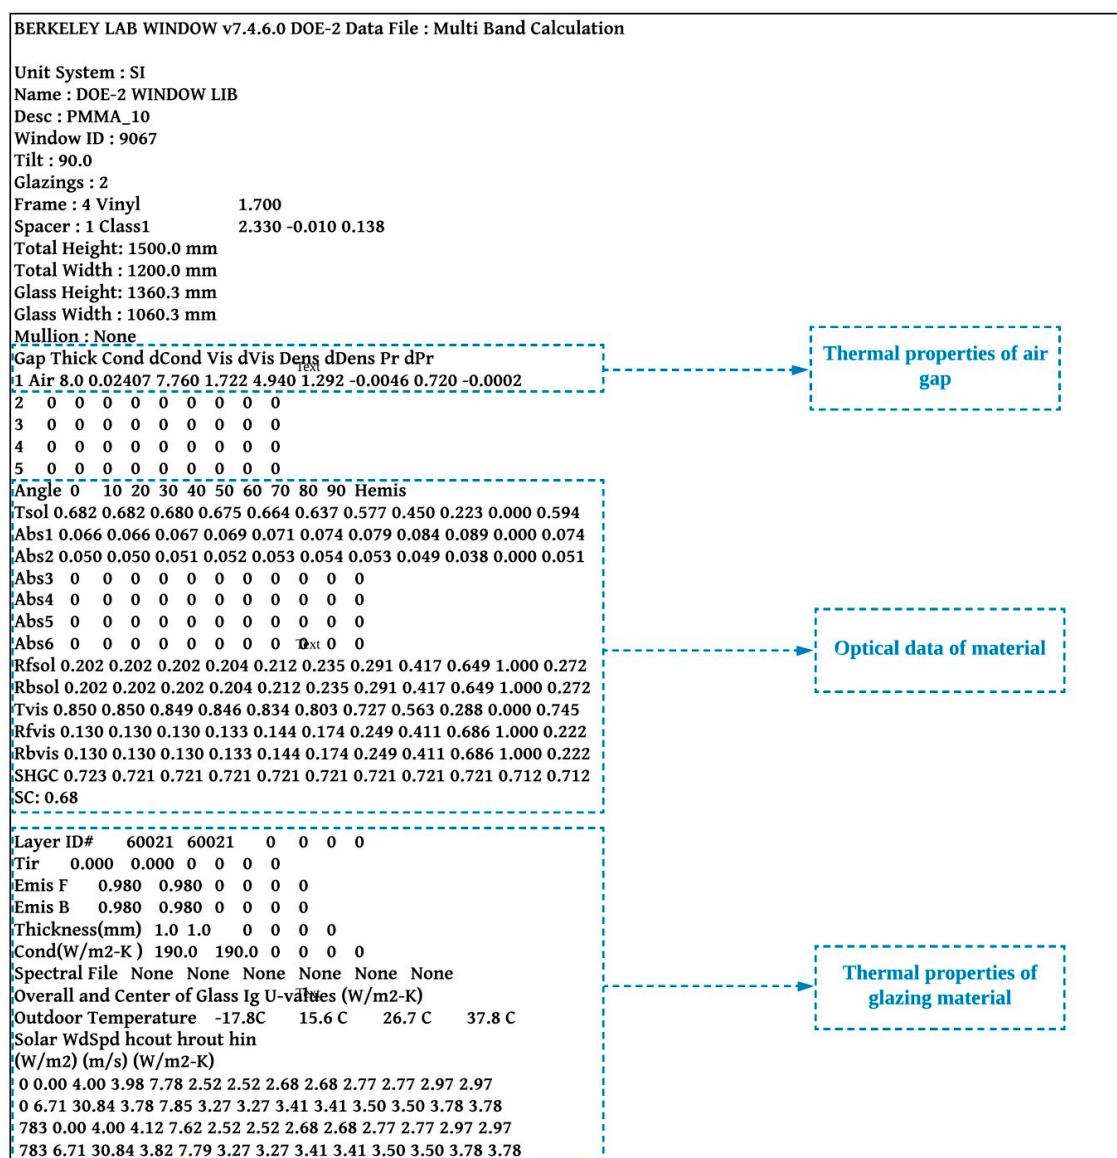 BERKELEY LAB WINDOW v7.4.6.0 DOE-2 Data File : Multi Band Calculation
Unit System : SI
Name : DOE-2 WINDOW LIB
Desc : PMMA_10
Window ID : 9067
Tilt : 90.0
Glazings : 2
Frame : 4 Vinyl 1.700
Spacer : 1 Class1 2.330 -0.010 0.138
Total Height: 1500.0 mm
Total Width : 1200.0 mm
Glass Height: 1360.3 mm
Glass Width : 1060.3 mm
Mullion : None
Gap Thick Cond dCond Vis dVis Dens dDens Pr dPr
Text
1 Air 8.0 0.02407 7.760 1.722 4.940 1.292 -0.0046 0.720 -0.0002
Thermal properties of air
gap
2 0 0 0 0 0 0 0 0 0
3 0 0 0 0 0 0 0 0 0
4 0 0 0 0 0 0 0 0 0
5 0 0 0 0 0 0 0 0 0
Angle 0 10 20 30 40 50 60 70 80 90 Hemis
Tsol 0.682 0.682 0.680 0.675 0.664 0.637 0.577 0.450 0.223 0.000 0.594
Abs1 0.066 0.066 0.067 0.069 0.071 0.074 0.079 0.084 0.089 0.000 0.074
Abs2 0.050 0.050 0.051 0.052 0.053 0.054 0.053 0.049 0.038 0.000 0.051
Abs3 0 0 0 0 0 0 0 0 0 0 0
Abs4 0 0 0 0 0 0 0 0 0 0 0
Abs5 0 0 0 0 0 0 0 0 0 0 0
Abs6 0 0 0 0 0 0 0 0 0 0 0
Text
Rfsol 0.202 0.202 0.202 0.204 0.212 0.235 0.291 0.417 0.649 1.000 0.272
Rbsol 0.202 0.202 0.202 0.204 0.212 0.235 0.291 0.417 0.649 1.000 0.272
Tvis 0.850 0.850 0.849 0.846 0.834 0.803 0.727 0.563 0.288 0.000 0.745
Rfvis 0.130 0.130 0.130 0.133 0.144 0.174 0.249 0.411 0.686 1.000 0.222
Rbvis 0.130 0.130 0.130 0.133 0.144 0.174 0.249 0.411 0.686 1.000 0.222
SHGC 0.723 0.721 0.721 0.721 0.721 0.721 0.721 0.721 0.721 0.712 0.712
SC: 0.68
Optical data of material
Layer ID# 60021 60021 0 0 0 0
Tir 0.000 0.000 0 0 0 0
Emis F 0.980 0.980 0 0 0 0
Emis B 0.980 0.980 0 0 0 0
Thickness(mm) 1.0 1.0 0 0 0 0
Cond(W/m2-K ) 190.0 190.0 0 0 0 0
Spectral File None None None None None None
Overall and Center of Glass Ig U-values (W/m2-K)
Text
Outdoor Temperature -17.8C 15.6 C 26.7 C 37.8 C
Solar WdSpd hcout hrout hin
(W/m2) (m/s) (W/m2-K)
0 0.00 4.00 3.98 7.78 2.52 2.52 2.68 2.68 2.77 2.77 2.97 2.97
0 6.71 30.84 3.78 7.85 3.27 3.27 3.41 3.41 3.50 3.50 3.78 3.78
783 0.00 4.00 4.12 7.62 2.52 2.52 2.68 2.68 2.77 2.77 2.97 2.97
783 6.71 30.84 3.82 7.79 3.27 3.27 3.41 3.41 3.50 3.50 3.78 3.78
Thermal properties of
glazing material